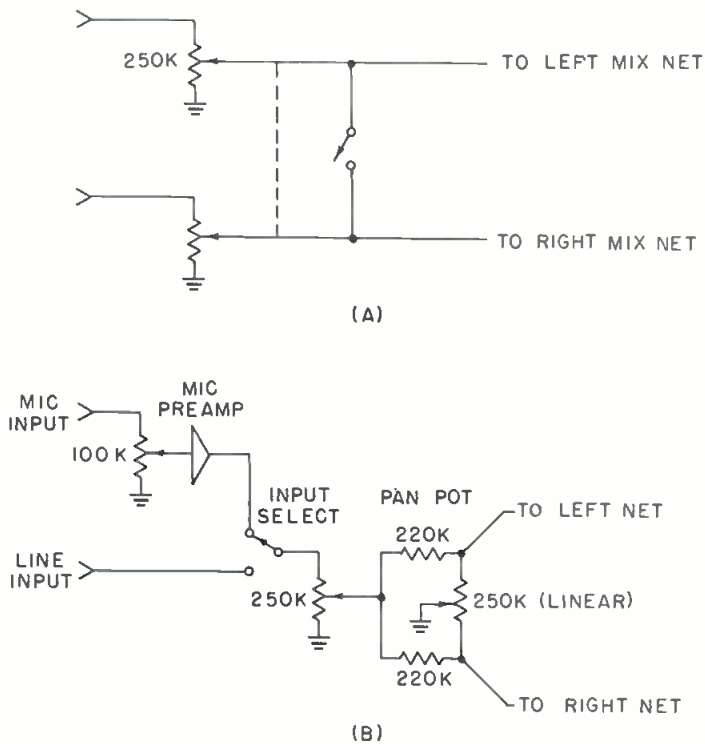 250K
TO LEFT MIX NET
TO RIGHT MIX NET
(A)
MIC
INPUT
MIC
PREAMP
100K
INPUT
SELECT
PAN POT
TO LEFT NET
220K
LINE
INPUT
250K
250K (LINEAR)
220K
TO RIGHT NET
(B)